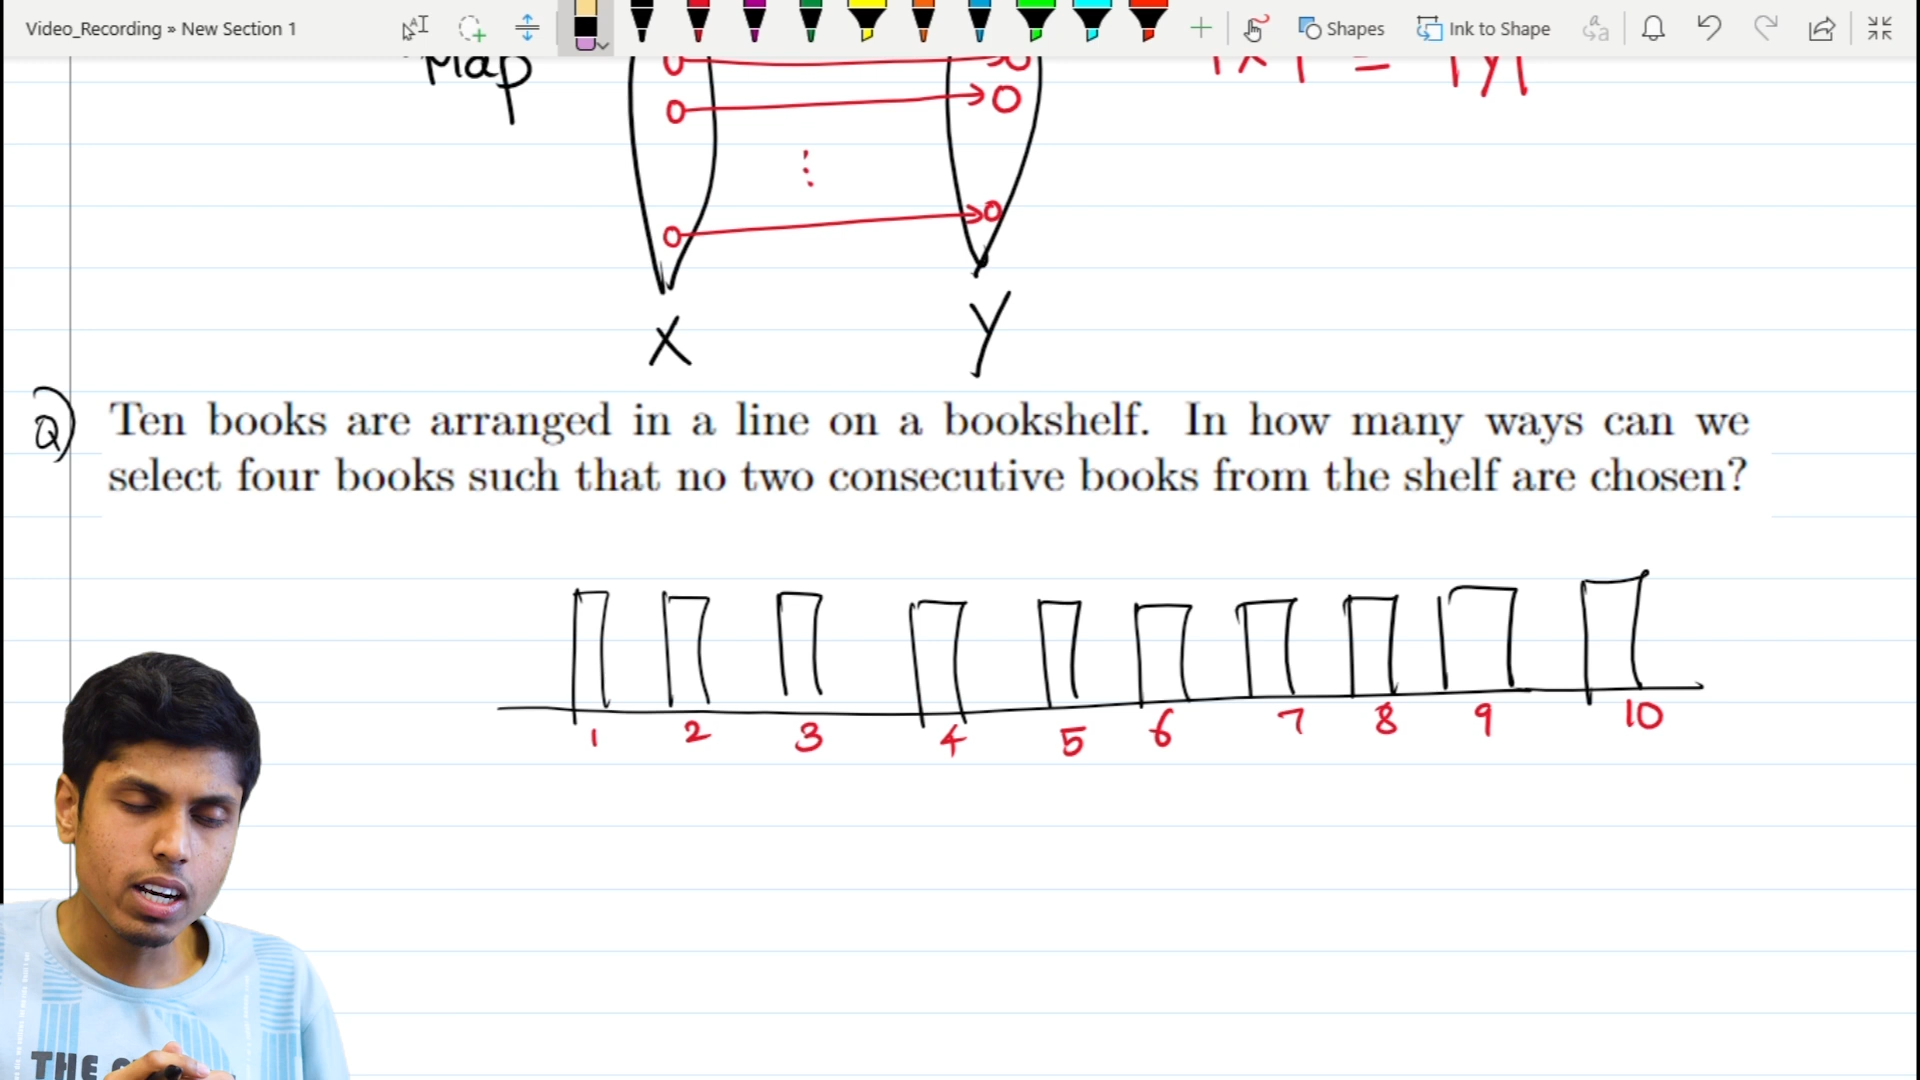 Video_Recording » New Section 1
Shapes
Ink to Shape
Map
|X| = |Y|
X
Y
Q)
Ten books are arranged in a line on a bookshelf. In how many ways can we
select four books such that no two consecutive books from the shelf are chosen?
1 2 3 4 5 6 7 8 9 10
THE